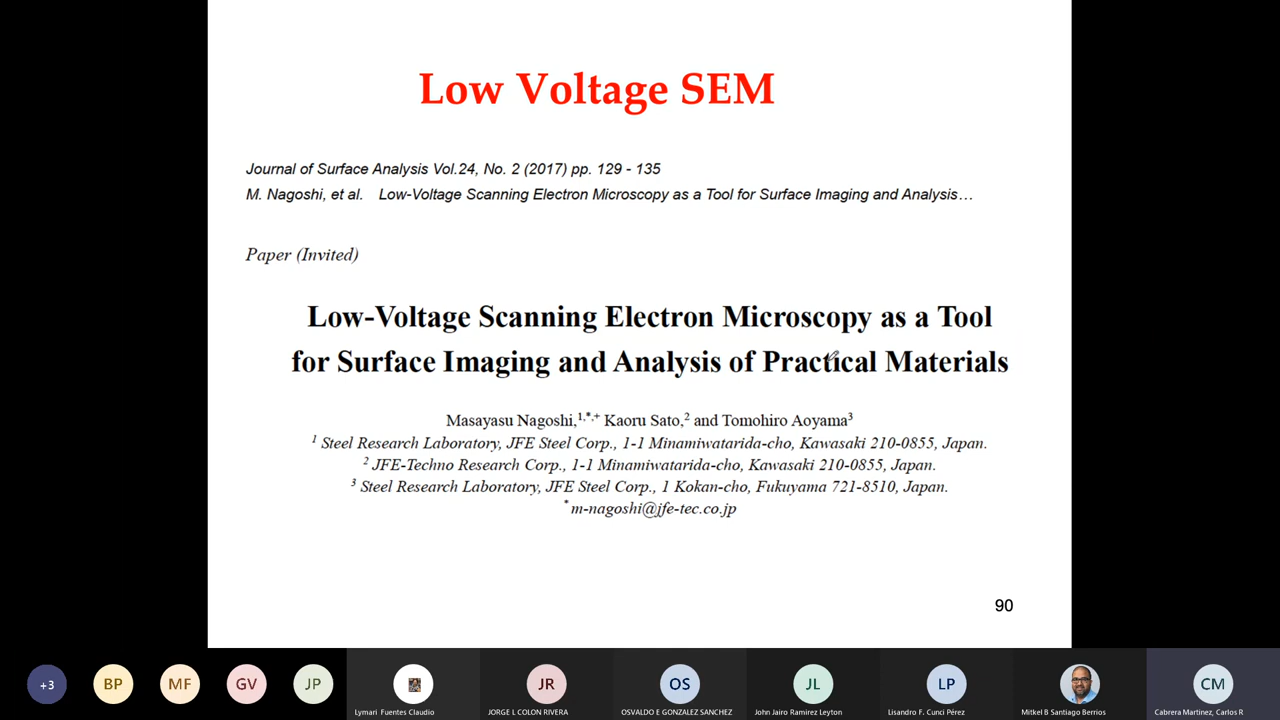 Low Voltage SEM
Journal of Surface Analysis Vol.24, No. 2 (2017) pp. 129 - 135
M. Nagoshi, et al. Low-Voltage Scanning Electron Microscopy as a Tool for Surface Imaging and Analysis…
Paper (Invited)
Low-Voltage Scanning Electron Microscopy as a Tool
for Surface Imaging and Analysis of Practical Materials
Masayasu Nagoshi,1,*,+ Kaoru Sato,2 and Tomohiro Aoyama3
1 Steel Research Laboratory, JFE Steel Corp., 1-1 Minamiwatarida-cho, Kawasaki 210-0855, Japan.
2 JFE-Techno Research Corp., 1-1 Minamiwatarida-cho, Kawasaki 210-0855, Japan.
3 Steel Research Laboratory, JFE Steel Corp., 1 Kokan-cho, Fukuyama 721-8510, Japan.
* m-nagoshi@jfe-tec.co.jp
90
+3 BP MF GV JP JR OS JL LP CM
Lymari Fuentes Claudio JORGE L COLON RIVERA OSVALDO E GONZALEZ SANCHEZ John Jairo Ramirez Leyton Lisandro F. Cunci Pérez Mitkel B Santiago Berrios Cabrera Martinez, Carlos R